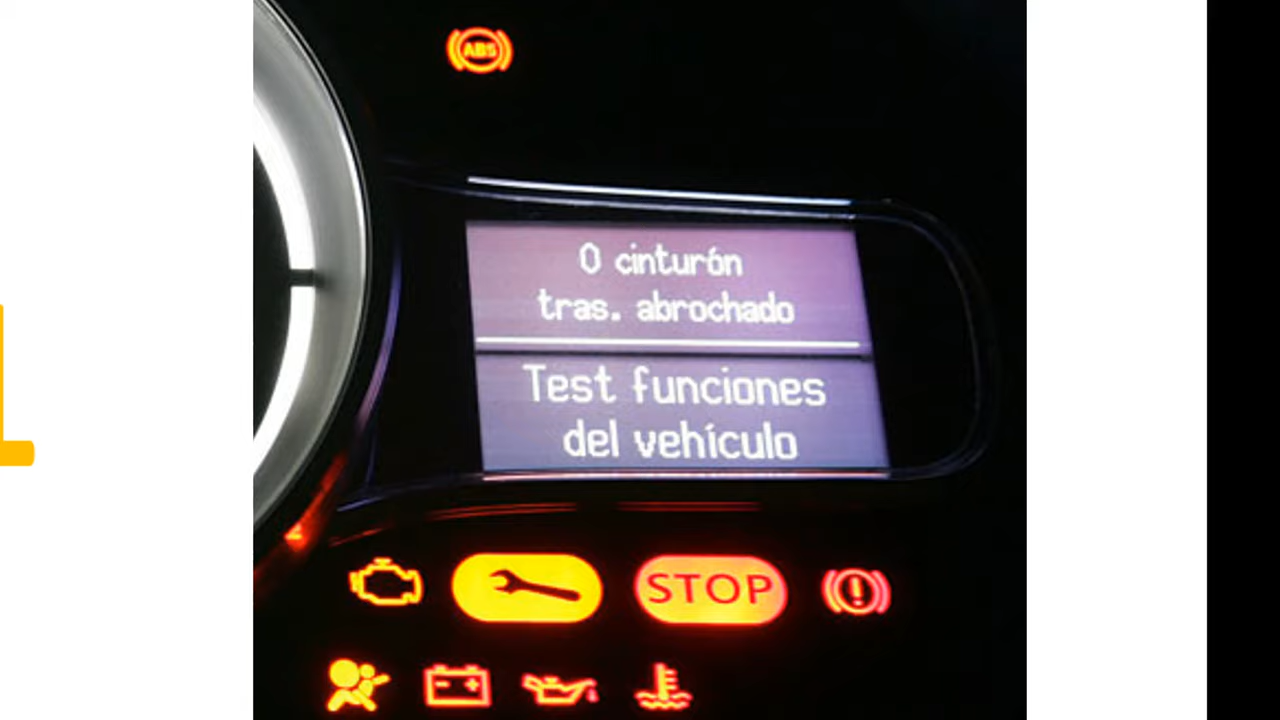 ABS
0 cinturón
tras. abrochado
Test funciones
del vehículo
STOP